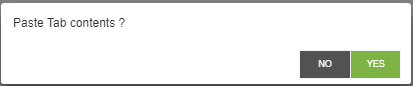 Paste Tab contents ?
NO YES